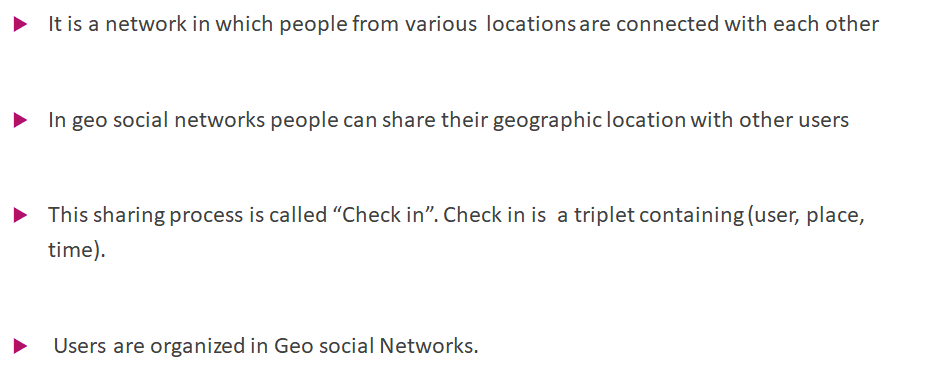 It is a network in which people from various locations are connected with each other
In geo social networks people can share their geographic location with other users
This sharing process is called “Check in”. Check in is a triplet containing (user, place,
time).
Users are organized in Geo social Networks.